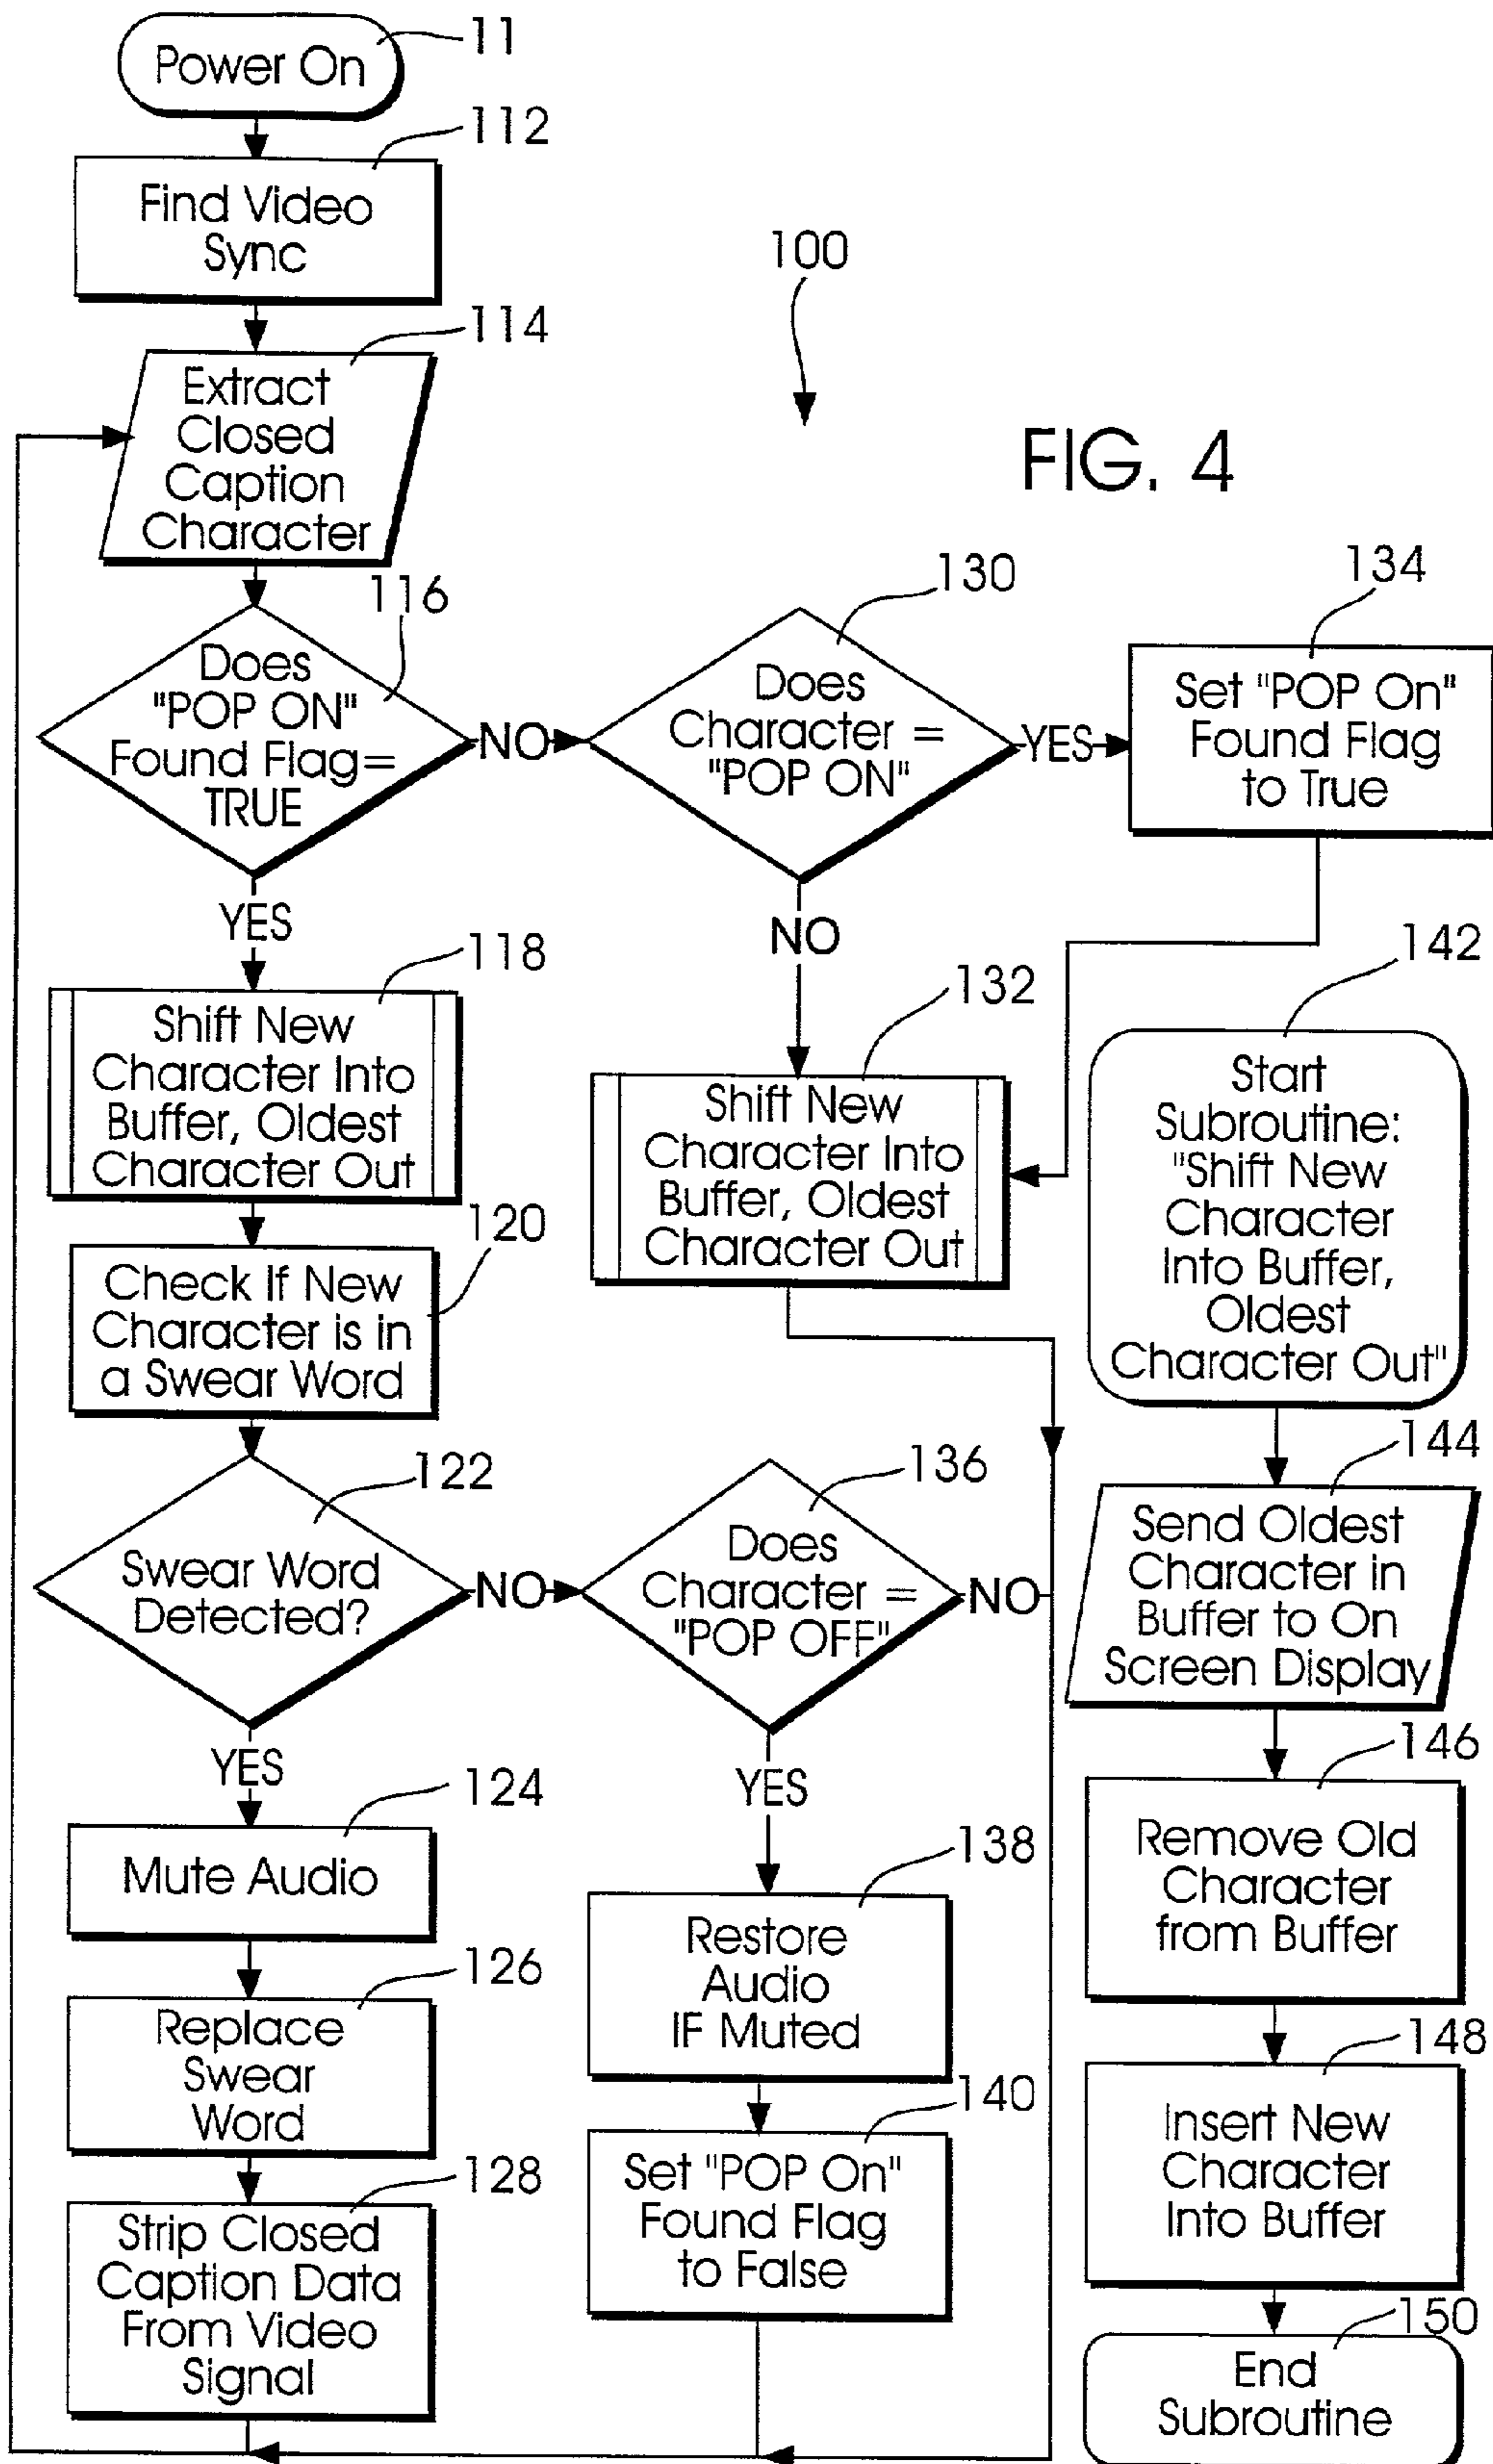 Power On
11
112
Find Video
Sync
100
114
Extract
Closed
Caption
Character
FIG. 4
116
Does
"POP ON"
Found Flag=
TRUE
NO
YES
130
Does
Character =
"POP ON"
YES
NO
134
Set "POP On"
Found Flag
to True
118
Shift New
Character Into
Buffer, Oldest
Character Out
132
Shift New
Character Into
Buffer, Oldest
Character Out
120
Check If New
Character is in
a Swear Word
122
Swear Word
Detected?
NO
YES
136
Does
Character =
"POP OFF"
NO
YES
124
Mute Audio
126
Replace
Swear
Word
128
Strip Closed
Caption Data
From Video
Signal
138
Restore
Audio
IF Muted
140
Set "POP On"
Found Flag
to False
142
Start
Subroutine:
"Shift New
Character
Into Buffer,
Oldest
Character Out"
144
Send Oldest
Character in
Buffer to On
Screen Display
146
Remove Old
Character
from Buffer
148
Insert New
Character
Into Buffer
150
End
Subroutine